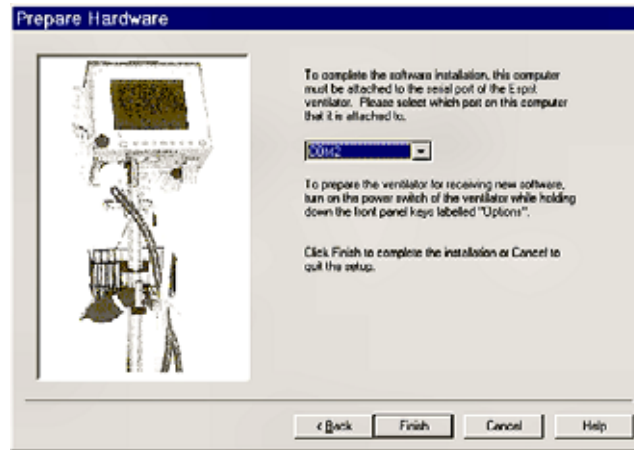 Prepare Hardware
To complete the software installation, this computer
must be attached to the serial port of the Esprit
ventilator. Please select which port on this computer
that it is attached to.
COM2
To prepare the ventilator for receiving new software,
turn on the power switch of the ventilator while holding
down the front panel keys labelled "Options".
Click Finish to complete the installation or Cancel to
quit the setup.
< Back
Finish
Cancel
Help